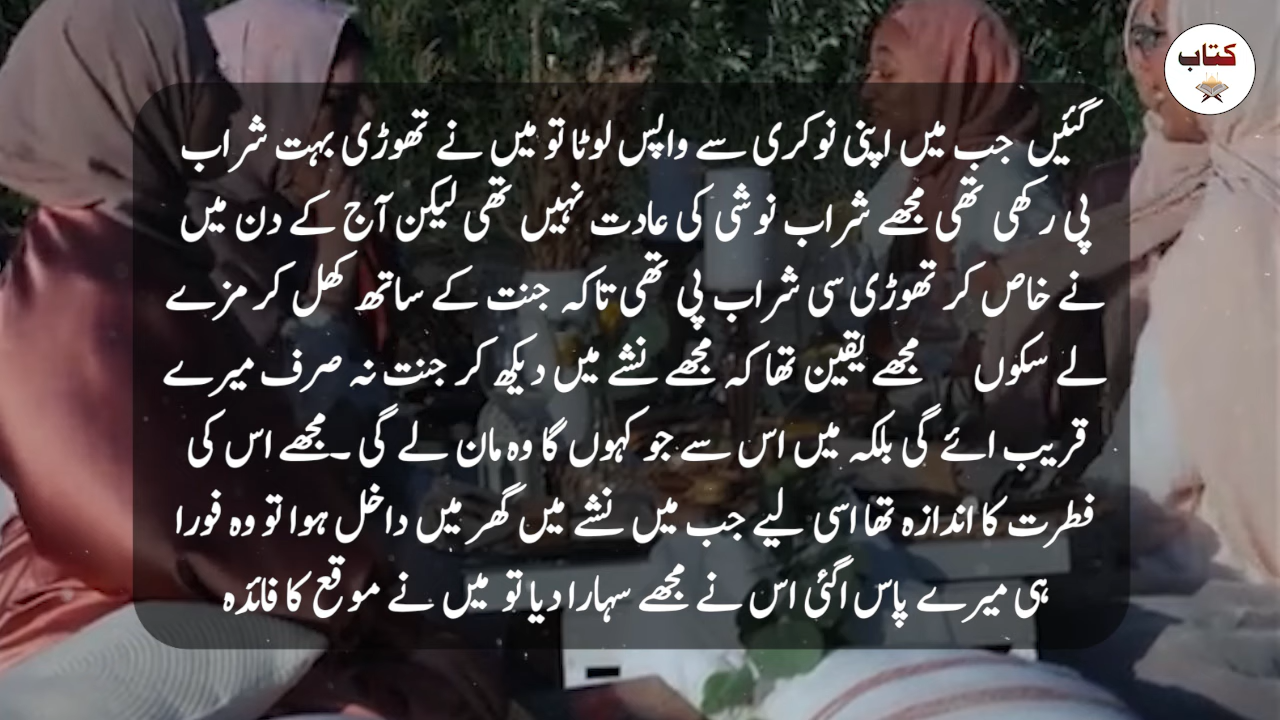 کتاب
گئیں جب میں اپنی نوکری سے واپس لوٹا تو میں نے تھوڑی بہت شراب
پی رکھی تھی مجھے شراب نوشی کی عادت نہیں تھی لیکن آج کے دن میں
نے خاص کر تھوڑی سی شراب پی تھی تاکہ جنت کے ساتھ کھل کر مزے
لے سکوں مجھے یقین تھا کہ مجھے نشے میں دیکھ کر جنت نہ صرف میرے
قریب ائے گی بلکہ میں اس سے جو کہوں گا وہ مان لے گی ۔مجھے اس کی
فطرت کا اندازہ تھا اسی لیے جب میں نشے میں گھر میں داخل ہوا تو وہ فورا
ہی میرے پاس اگئی اس نے مجھے سہارا دیا تو میں نے موقع کا فائدہ